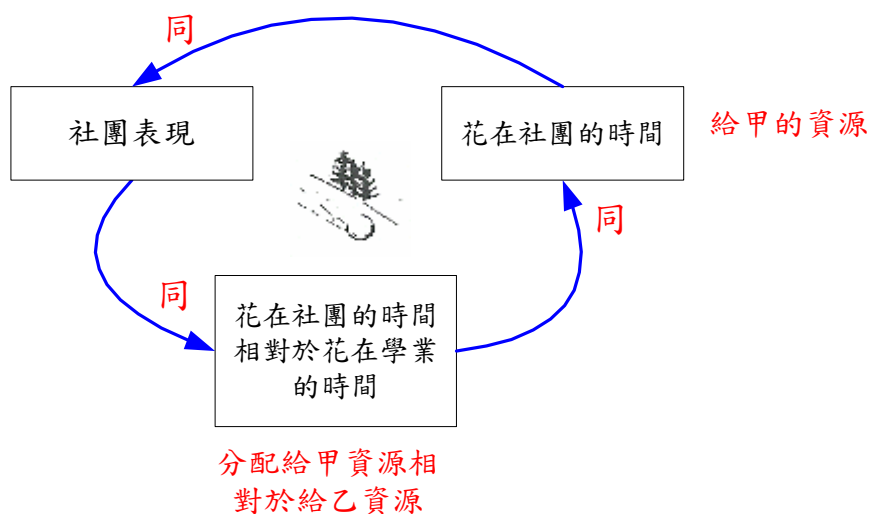 同
社團表現
花在社團的時間
給甲的資源
同
同
花在社團的時間
相對於花在學業
的時間
分配給甲資源相
對於給乙資源